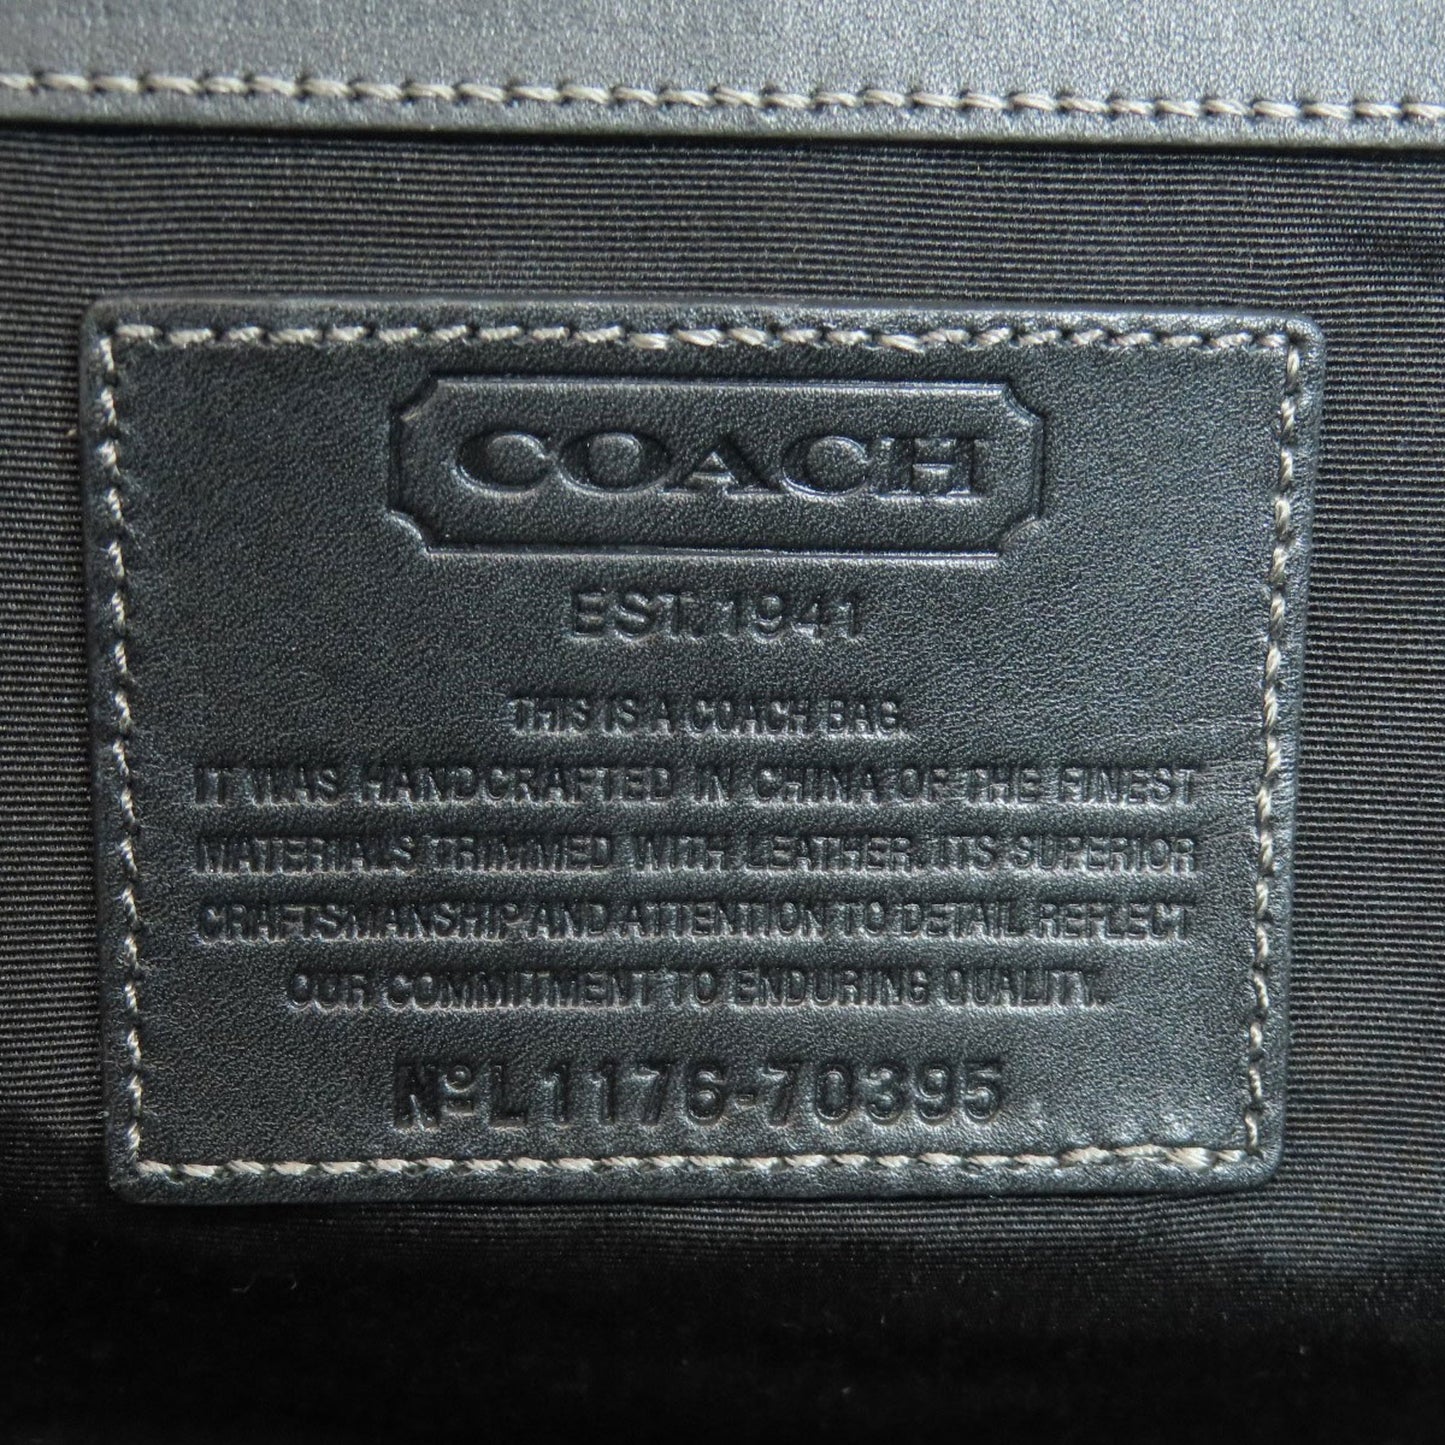 COACH
EST. 1941
THIS IS A COACH BAG.
IT WAS HANDCRAFTED IN CHINA OF THE FINEST
MATERIALS TRIMMED WITH LEATHER. ITS SUPERIOR
CRAFTSMANSHIP AND ATTENTION TO DETAIL REFLECT
OUR COMMITMENT TO ENDURING QUALITY.
Nº L1176-70395